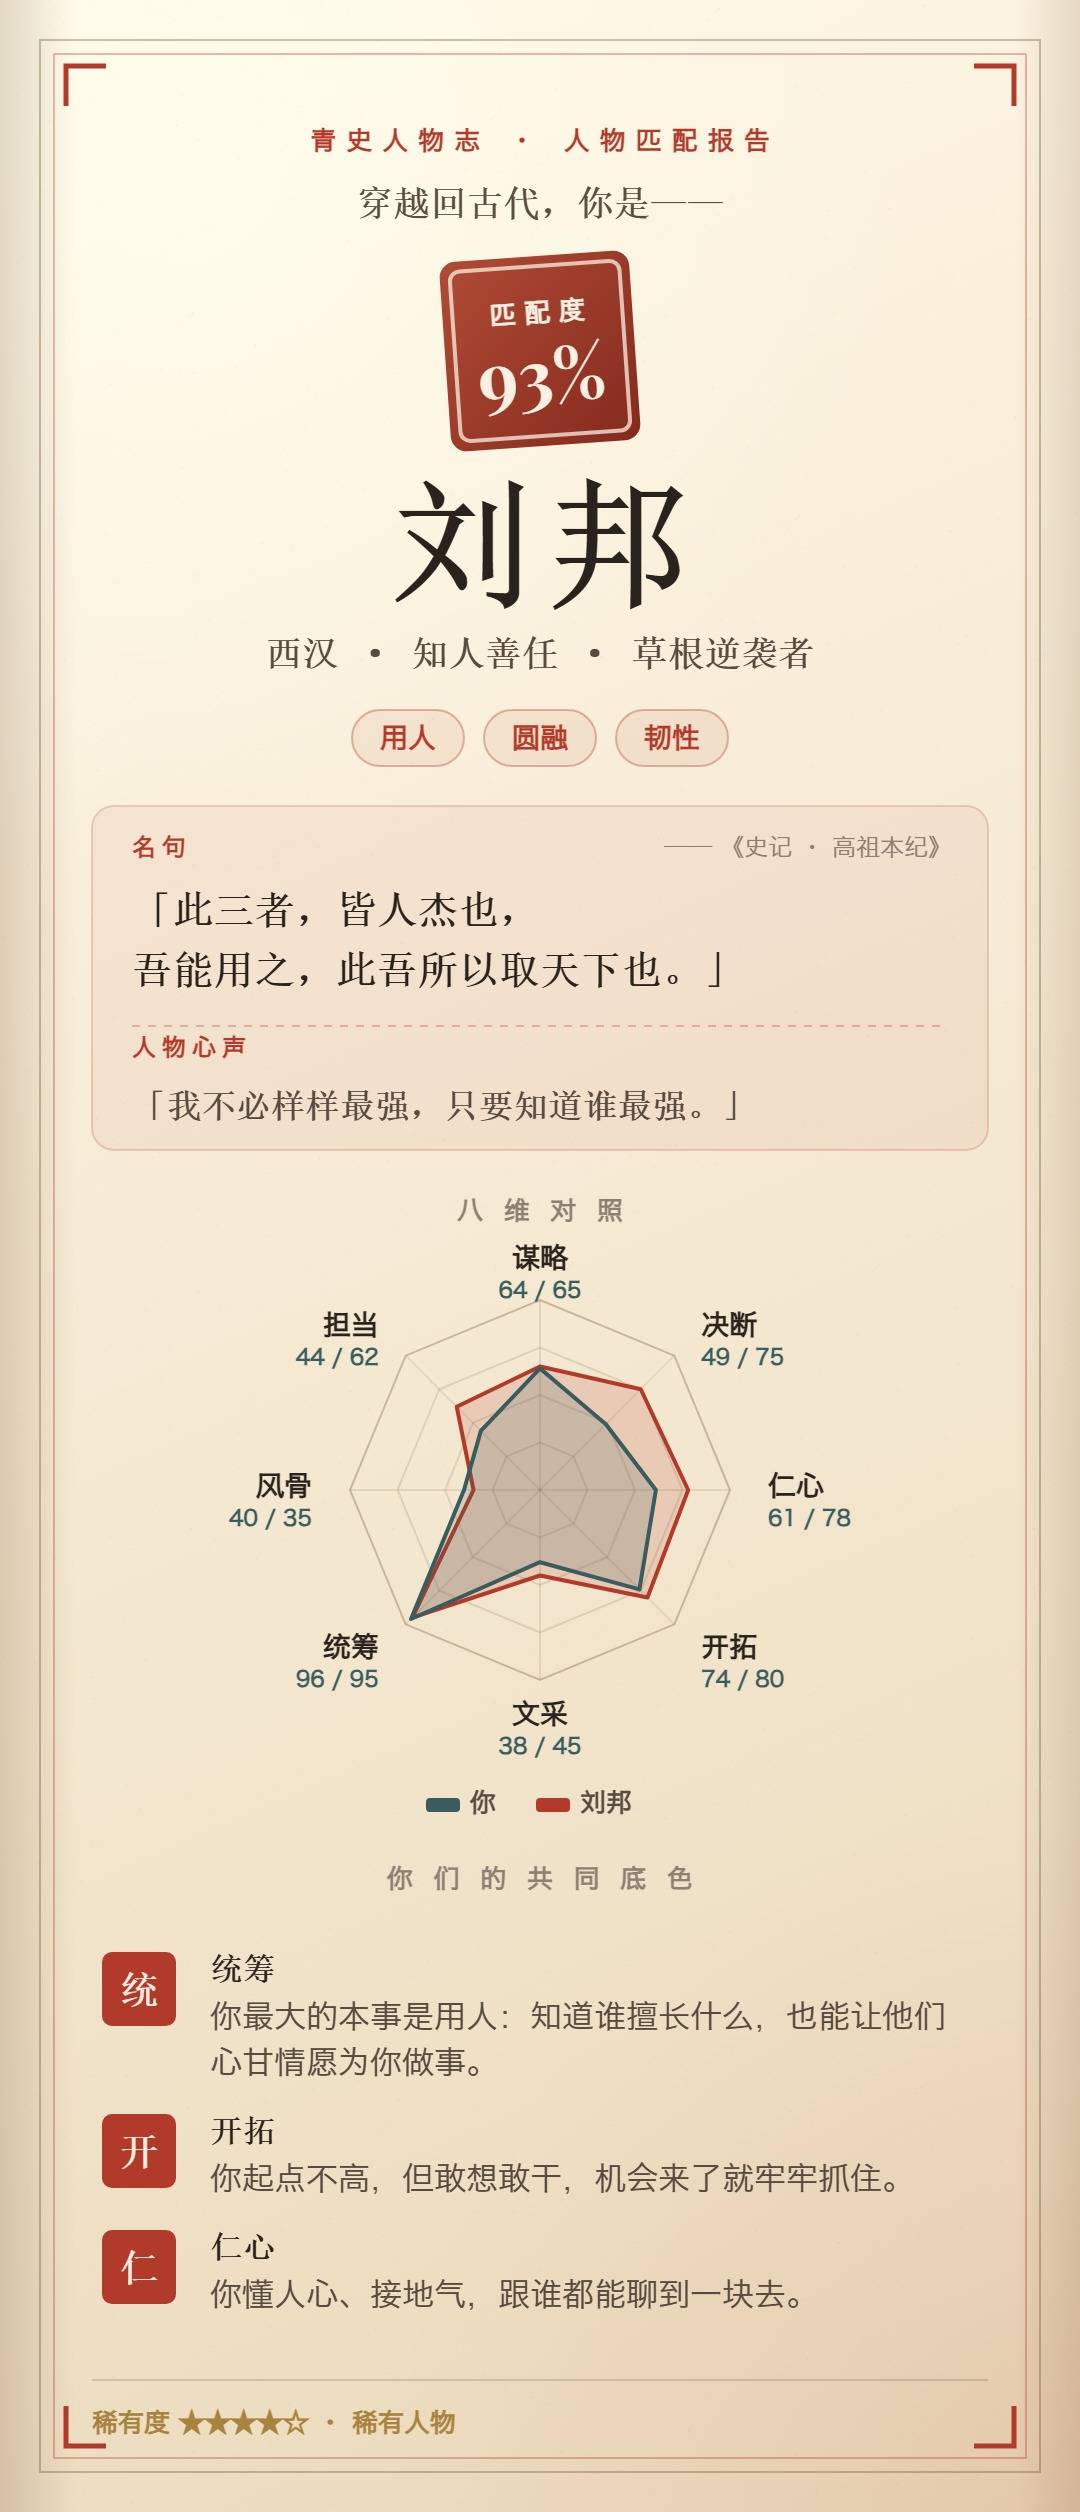 青史人物志 · 人物匹配报告
穿越回古代，你是——
匹配度
93%
刘邦
西汉 • 知人善任 • 草根逆袭者
用人 圆融 韧性
名句 ——《史记 · 高祖本纪》
「此三者，皆人杰也，
吾能用之，此吾所以取天下也。」
人物心声
「我不必样样最强，只要知道谁最强。」
八维对照
谋略
64 / 65
担当 决断
44 / 62 49 / 75
风骨 仁心
40 / 35 61 / 78
统筹 开拓
96 / 95 74 / 80
文采
38 / 45
你 刘邦
你们的共同底色
统 统筹
你最大的本事是用人：知道谁擅长什么，也能让他们
心甘情愿为你做事。
开 开拓
你起点不高，但敢想敢干，机会来了就牢牢抓住。
仁 仁心
你懂人心、接地气，跟谁都能聊到一块去。
稀有度 ★★★★☆ · 稀有人物